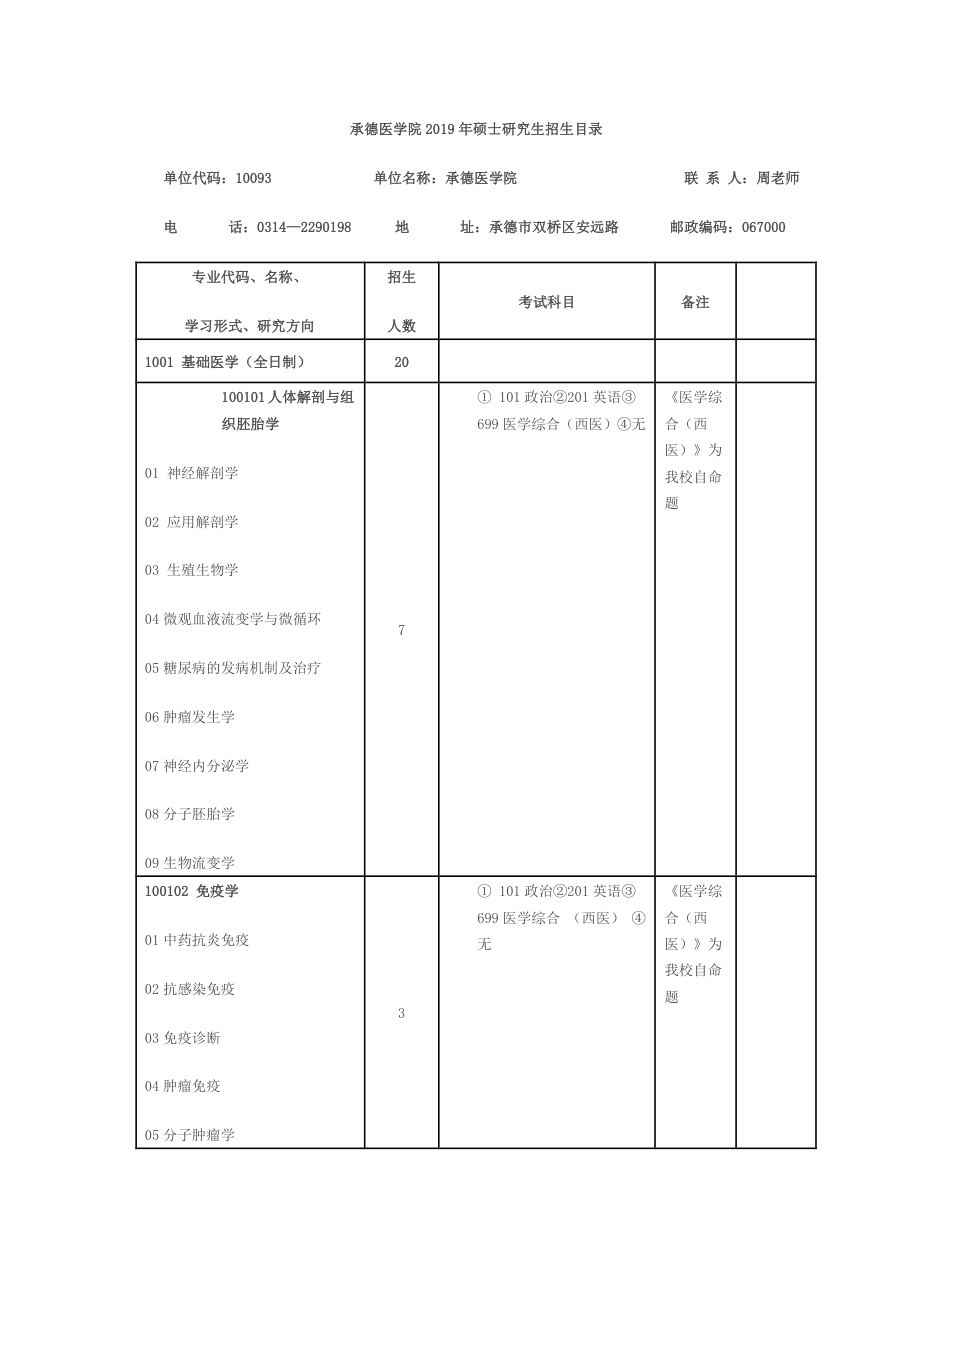 承德医学院 2019 年硕士研究生招生目录
单位代码：10093 单位名称：承德医学院 联 系 人：周老师
电 话：0314—2290198 地 址：承德市双桥区安远路 邮政编码：067000
专业代码、名称、
学习形式、研究方向
招生
人数
考试科目
备注
1001 基础医学（全日制）
20
100101 人体解剖与组
织胚胎学
01 神经解剖学
02 应用解剖学
03 生殖生物学
04 微观血液流变学与微循环
05 糖尿病的发病机制及治疗
06 肿瘤发生学
07 神经内分泌学
08 分子胚胎学
09 生物流变学
7
① 101 政治②201 英语③
699 医学综合（西医）④无
《医学综
合（西
医）》为
我校自命
题
100102 免疫学
01 中药抗炎免疫
02 抗感染免疫
03 免疫诊断
04 肿瘤免疫
05 分子肿瘤学
3
① 101 政治②201 英语③
699 医学综合 （西医） ④
无
《医学综
合（西
医）》为
我校自命
题